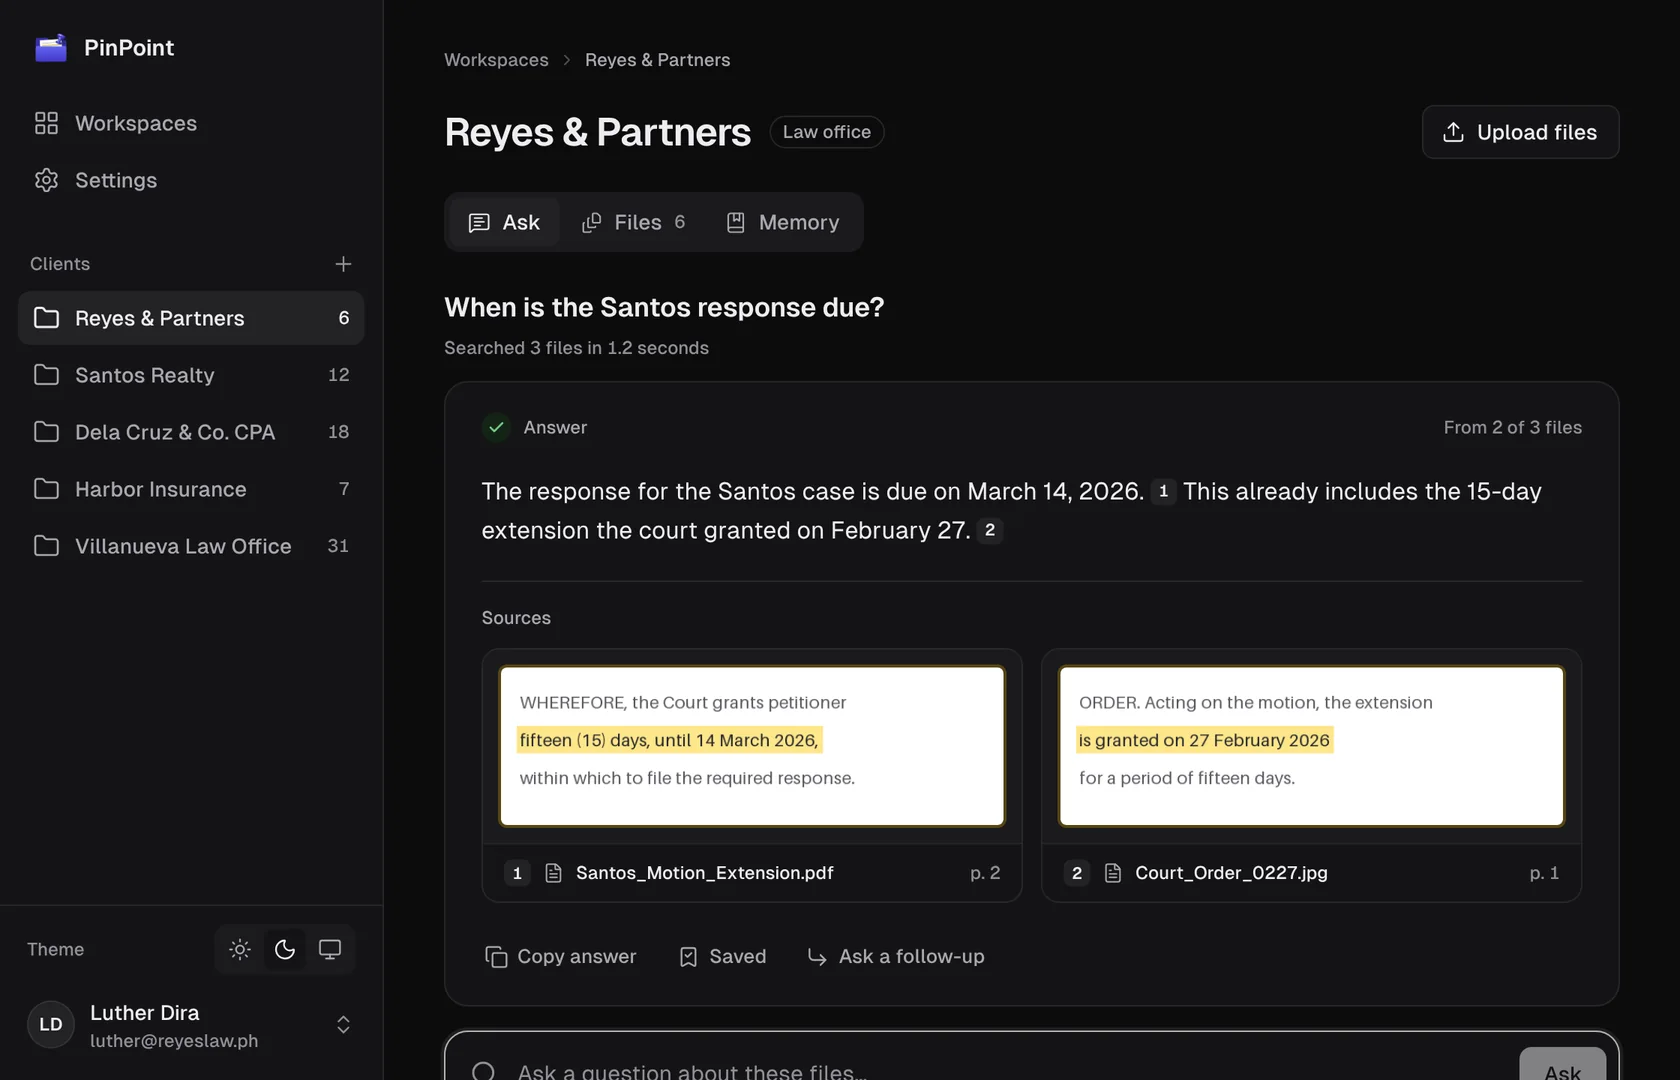 PinPoint
Workspaces
Settings
Clients
Reyes & Partners 6
Santos Realty 12
Dela Cruz & Co. CPA 18
Harbor Insurance 7
Villanueva Law Office 31
Theme
LD
Luther Dira
luther@reyeslaw.ph
Workspaces Reyes & Partners
Reyes & Partners Law office
Upload files
Ask Files 6 Memory
When is the Santos response due?
Searched 3 files in 1.2 seconds
Answer
From 2 of 3 files
The response for the Santos case is due on March 14, 2026. 1 This already includes the 15-day
extension the court granted on February 27. 2
Sources
WHEREFORE, the Court grants petitioner
fifteen (15) days, until 14 March 2026,
within which to file the required response.
1 Santos_Motion_Extension.pdf p. 2
ORDER. Acting on the motion, the extension
is granted on 27 February 2026
for a period of fifteen days.
2 Court_Order_0227.jpg p. 1
Copy answer Saved Ask a follow-up
Ask a question about these files...
Ask